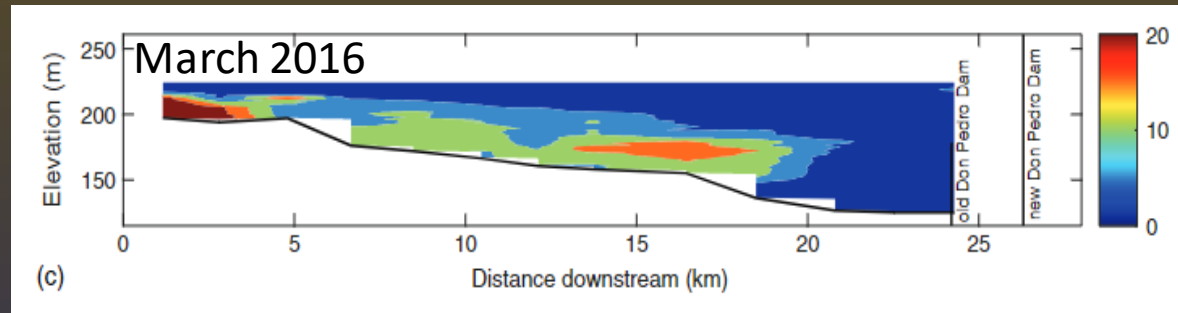 March 2016
Elevation (m)
250
200
150
0
5
10
15
20
25
Distance downstream (km)
(c)
old Don Pedro Dam
new Don Pedro Dam
20
10
0